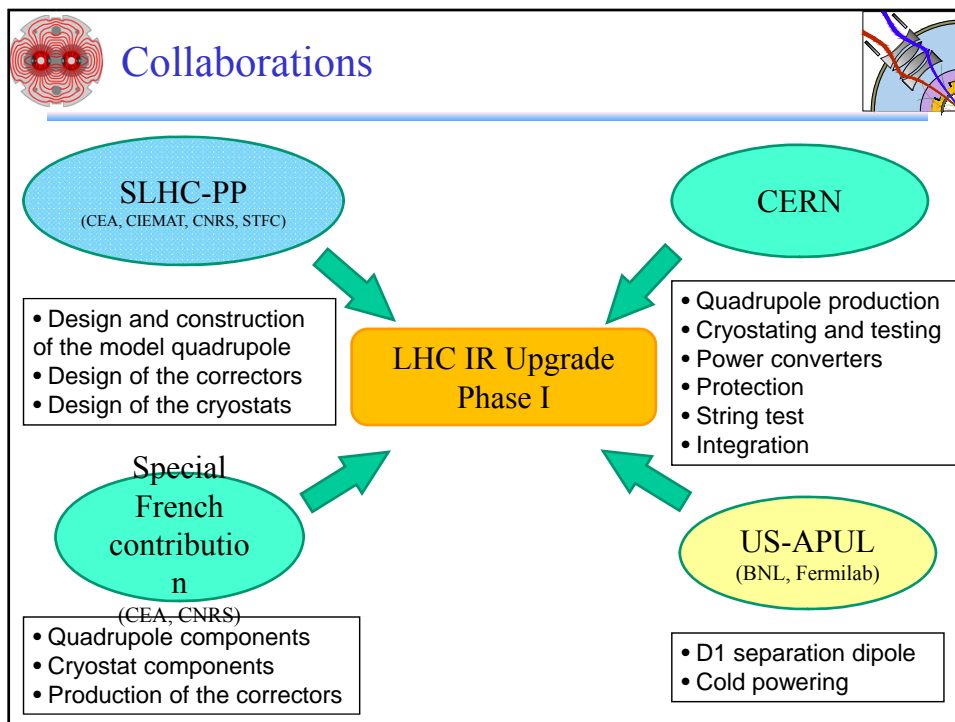 Collaborations
SLHC-PP
(CEA, CIEMAT, CNRS, STFC)
• Design and construction
of the model quadrupole
• Design of the correctors
• Design of the cryostats
CERN
• Quadrupole production
• Cryostating and testing
• Power converters
• Protection
• String test
• Integration
LHC IR Upgrade
Phase I
Special
French
contributio
n
(CEA, CNRS)
• Quadrupole components
• Cryostat components
• Production of the correctors
US-APUL
(BNL, Fermilab)
• D1 separation dipole
• Cold powering